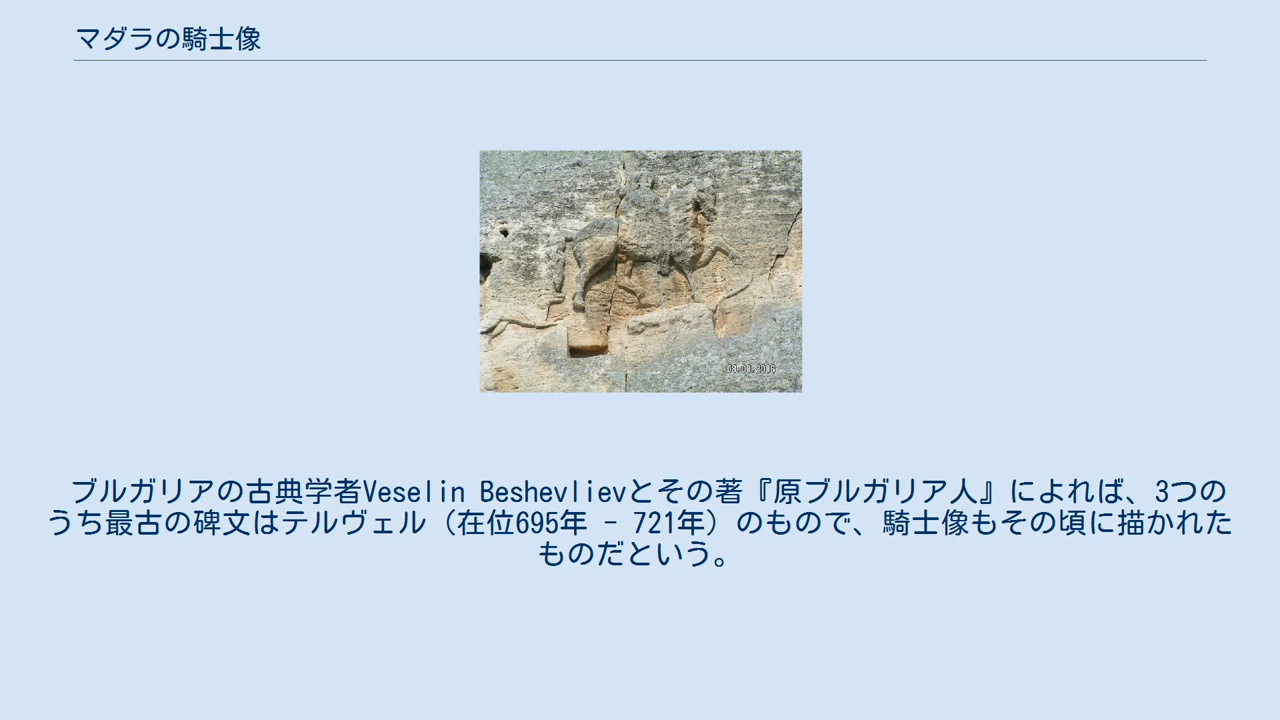 マダラの騎士像
ブルガリアの古典学者Veselin Beshevlievとその著『原ブルガリア人』によれば、3つの
うち最古の碑文はテルヴェル（在位695年 - 721年）のもので、騎士像もその頃に描かれた
ものだという。